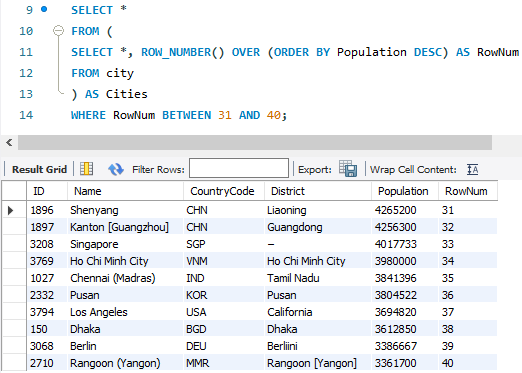 9 SELECT *
10 FROM (
11 SELECT *, ROW_NUMBER() OVER (ORDER BY Population DESC) AS RowNum
12 FROM city
13 ) AS Cities
14 WHERE RowNum BETWEEN 31 AND 40;
Result Grid Filter Rows: Export: Wrap Cell Content:
ID Name CountryCode District Population RowNum
1896 Shenyang CHN Liaoning 4265200 31
1897 Kanton [Guangzhou] CHN Guangdong 4256300 32
3208 Singapore SGP – 4017733 33
3769 Ho Chi Minh City VNM Ho Chi Minh City 3980000 34
1027 Chennai (Madras) IND Tamil Nadu 3841396 35
2332 Pusan KOR Pusan 3804522 36
3794 Los Angeles USA California 3694820 37
150 Dhaka BGD Dhaka 3612850 38
3068 Berlin DEU Berliini 3386667 39
2710 Rangoon (Yangon) MMR Rangoon [Yangon] 3361700 40